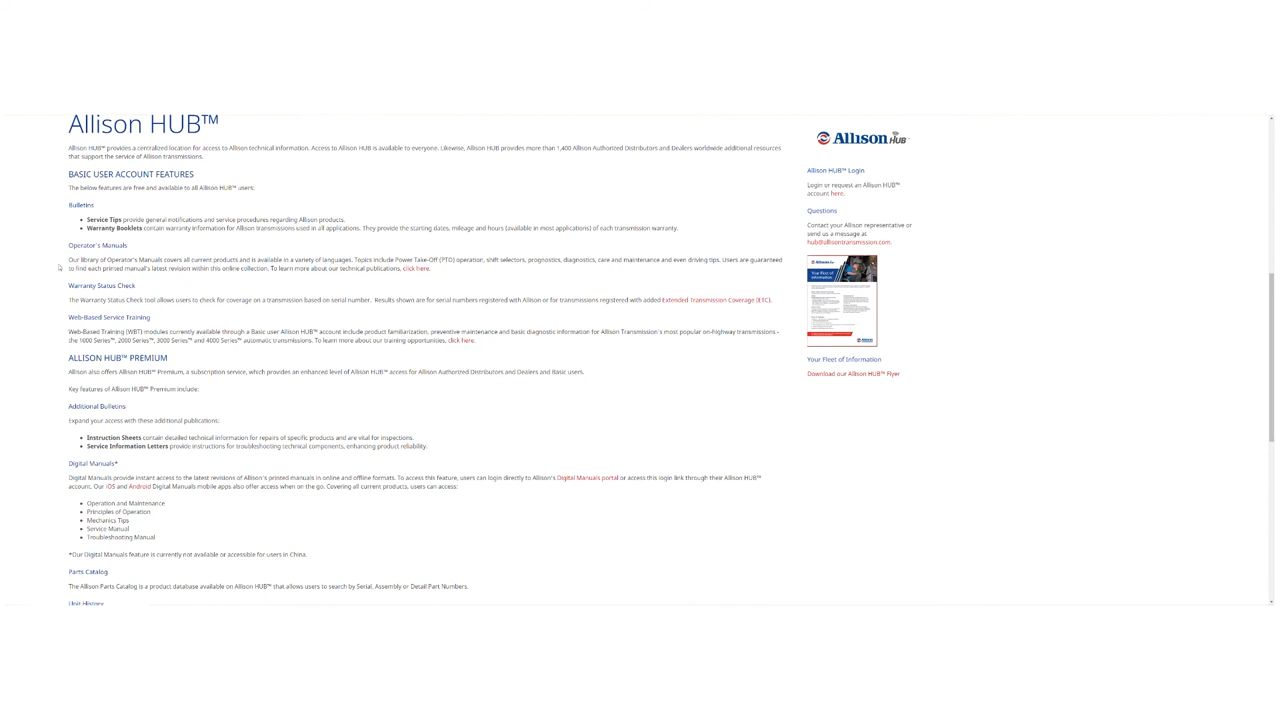 Allison HUB™
Allison HUB™ provides a centralized location for access to Allison technical information. Access to Allison HUB is available to everyone. Likewise, Allison HUB provides more than 1,400 Allison Authorized Distributors and Dealers worldwide additional resources
that support the service of Allison transmissions.
BASIC USER ACCOUNT FEATURES
The below features are free and available to all Allison HUB™ users:
Bulletins
• Service Tips provide general notifications and service procedures regarding Allison products.
• Warranty Booklets contain warranty information for Allison transmissions used in all applications. They provide the starting dates, mileage and hours (available in most applications) of each transmission warranty.
Operator's Manuals
Our library of Operator's Manuals covers all current products and is available in a variety of languages. Topics include Power Take-Off (PTO) operation, shift selectors, prognostics, diagnostics, care and maintenance and even driving tips. Users are guaranteed
to find each printed manual's latest revision within this online collection. To learn more about our technical publications, click here.
Warranty Status Check
The Warranty Status Check tool allows users to check for coverage on a transmission based on serial number. Results shown are for serial numbers registered with Allison or for transmissions registered with added Extended Transmission Coverage (ETC).
Web-Based Service Training
Web-Based Training (WBT) modules currently available through a Basic user Allison HUB™ account include product familiarization, preventive maintenance and basic diagnostic information for Allison Transmission's most popular on-highway transmissions -
the 1000 Series™, 2000 Series™, 3000 Series™ and 4000 Series™ automatic transmissions. To learn more about our training opportunities, click here.
ALLISON HUB™ PREMIUM
Allison also offers Allison HUB™ Premium, a subscription service, which provides an enhanced level of Allison HUB™ access for Allison Authorized Distributors and Dealers and Basic users.
Key features of Allison HUB™ Premium include:
Additional Bulletins
Expand your access with these additional publications:
• Instruction Sheets contain detailed technical information for repairs of specific products and are vital for inspections.
• Service Information Letters provide instructions for troubleshooting technical components, enhancing product reliability.
Digital Manuals*
Digital Manuals provide instant access to the latest revisions of Allison's printed manuals in online and offline formats. To access this feature, users can login directly to Allison's Digital Manuals portal or access this login link through their Allison HUB™
account. Our iOS and Android Digital Manuals mobile apps also offer access when on the go. Covering all current products, users can access:
• Operation and Maintenance
• Principles of Operation
• Mechanics Tips
• Service Manual
• Troubleshooting Manual
*Our Digital Manuals feature is currently not available or accessible for users in China.
Parts Catalog
The Allison Parts Catalog is a product database available on Allison HUB™ that allows users to search by Serial, Assembly or Detail Part Numbers.
Unit History
Allison HUB
Allison HUB™ Login
Login or request an Allison HUB™
account here.
Questions
Contact your Allison representative or
send us a message at
hub@allisontransmission.com.
Your Fleet of
Information
Your Fleet of Information
Download our Allison HUB™ Flyer